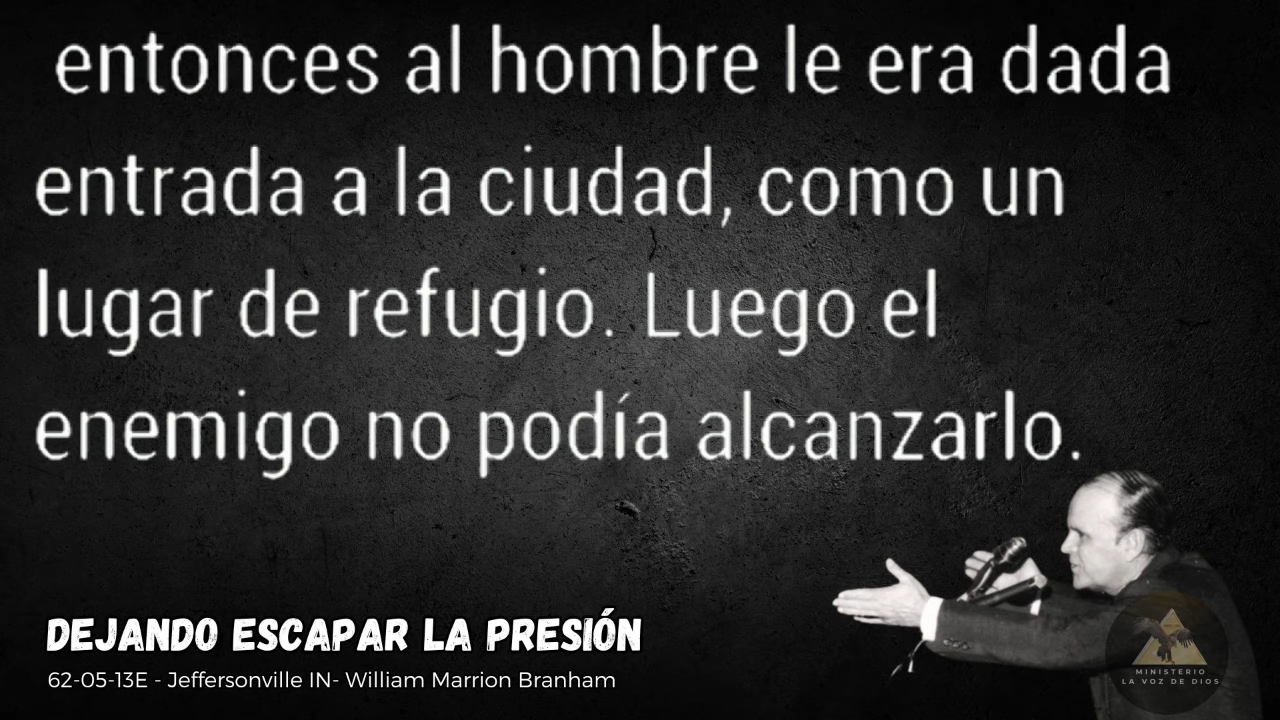 entonces al hombre le era dada
entrada a la ciudad, como un
lugar de refugio. Luego el
enemigo no podía alcanzarlo.
DEJANDO ESCAPAR LA PRESIÓN
62-05-13E - Jeffersonville IN- William Marrion Branham
MINISTERIO
LA VOZ DE DIOS